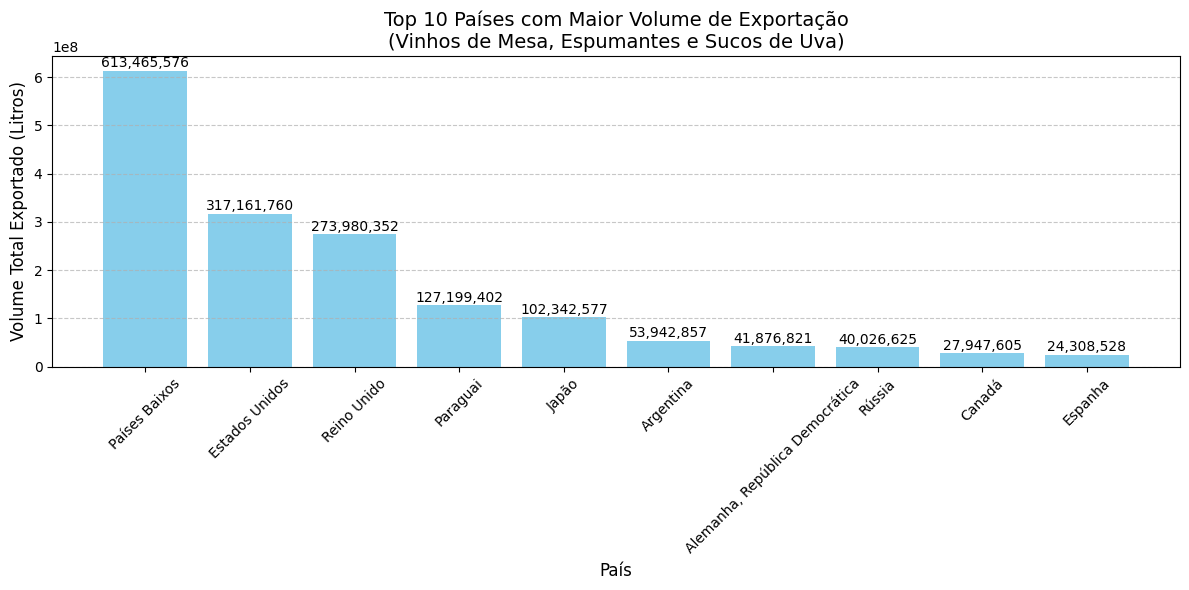 Top 10 Países com Maior Volume de Exportação
(Vinhos de Mesa, Espumantes e Sucos de Uva)
1e8
Volume Total Exportado (Litros)
6
5
4
3
2
1
0
613,465,576
317,161,760
273,980,352
127,199,402
102,342,577
53,942,857
41,876,821
40,026,625
27,947,605
24,308,528
Países Baixos
Estados Unidos
Reino Unido
Paraguai
Japão
Argentina
Alemanha, República Democrática
Rússia
Canadá
Espanha
País